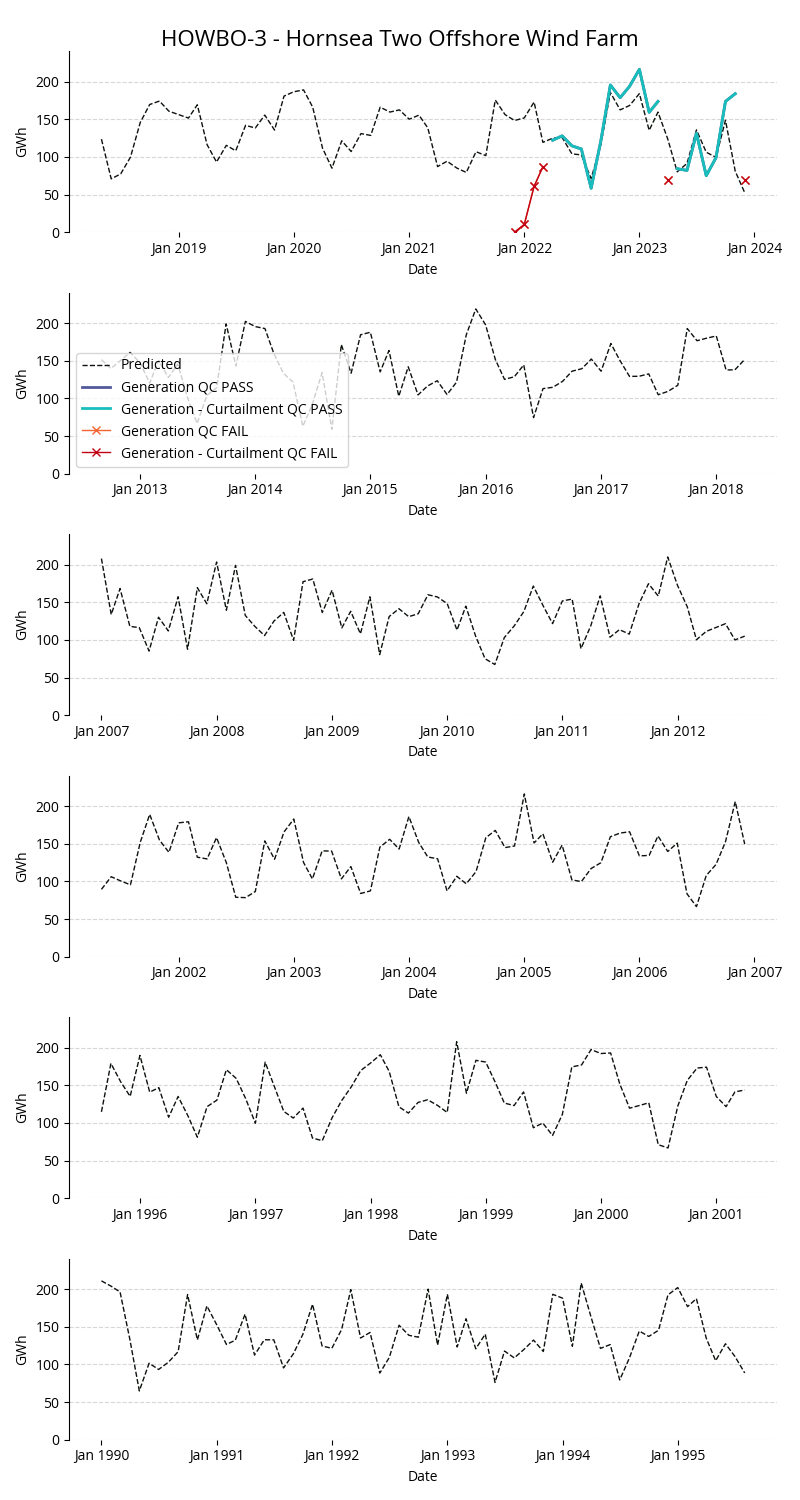 HOWBO-3 - Hornsea Two Offshore Wind Farm
200
150
100
50
0
GWh
Jan 2019 Jan 2020 Jan 2021 Jan 2022 Jan 2023 Jan 2024
Date
200
150
100
50
0
GWh
Predicted
Generation QC PASS
Generation - Curtailment QC PASS
Generation QC FAIL
Generation - Curtailment QC FAIL
Jan 2013 Jan 2014 Jan 2015 Jan 2016 Jan 2017 Jan 2018
Date
200
150
100
50
0
GWh
Jan 2007 Jan 2008 Jan 2009 Jan 2010 Jan 2011 Jan 2012
Date
200
150
100
50
0
GWh
Jan 2002 Jan 2003 Jan 2004 Jan 2005 Jan 2006 Jan 2007
Date
200
150
100
50
0
GWh
Jan 1996 Jan 1997 Jan 1998 Jan 1999 Jan 2000 Jan 2001
Date
200
150
100
50
0
GWh
Jan 1990 Jan 1991 Jan 1992 Jan 1993 Jan 1994 Jan 1995
Date